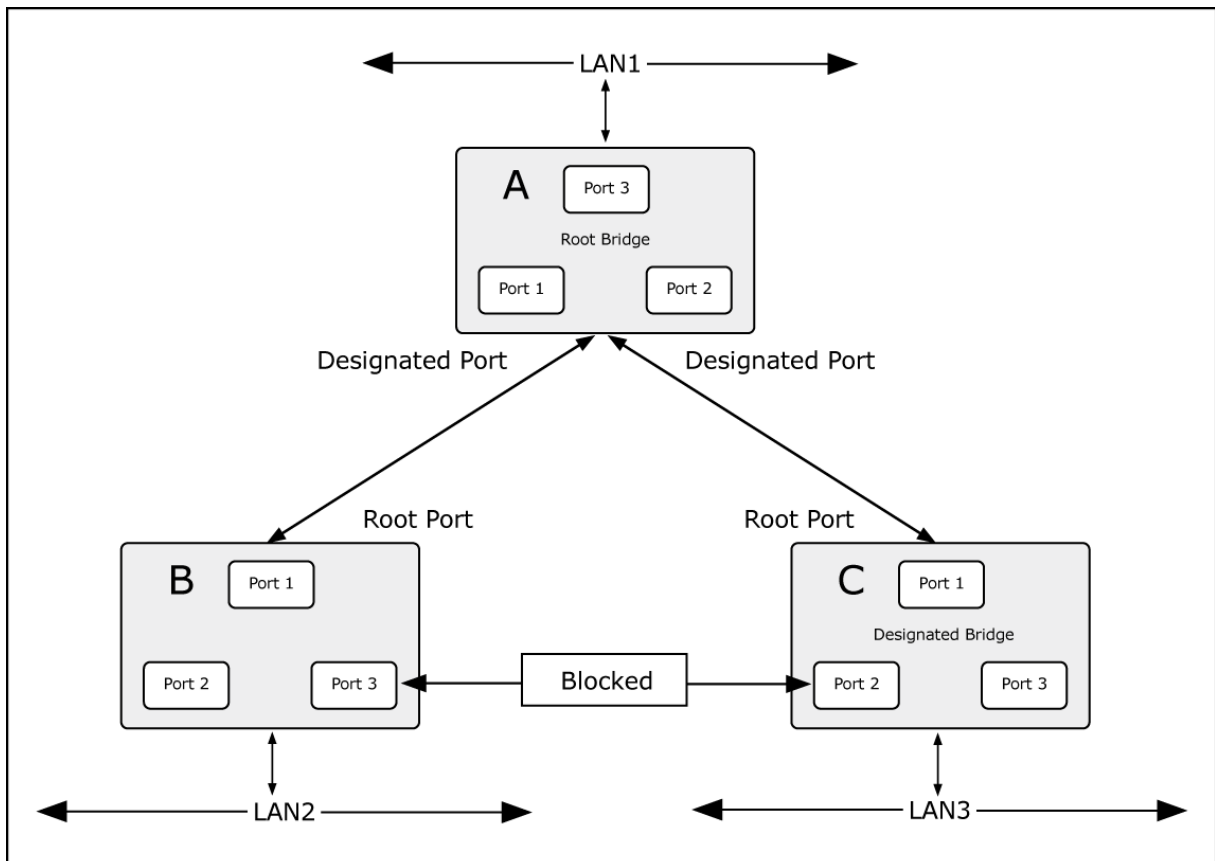 LAN1
A
Port 3
Root Bridge
Port 1
Port 2
Designated Port
Designated Port
Root Port
Root Port
B
Port 1
Port 2
Port 3
Blocked
C
Port 1
Designated Bridge
Port 2
Port 3
LAN2
LAN3